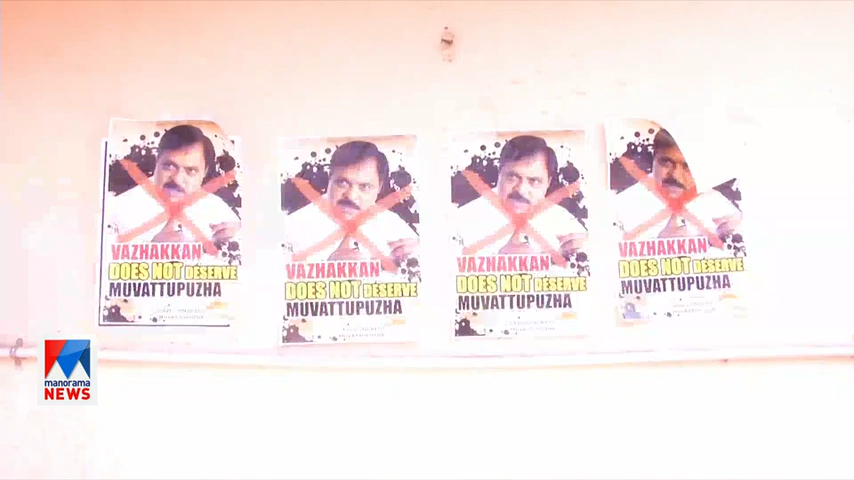 VAZHAKKAN
DOES NOT DESERVE
MUVATTUPUZHA
VAZHAKKAN
DOES NOT DESERVE
MUVATTUPUZHA
VAZHAKKAN
DOES NOT DESERVE
MUVATTUPUZHA
VAZHAKKAN
DOES NOT DESERVE
MUVATTUPUZHA
manorama
NEWS